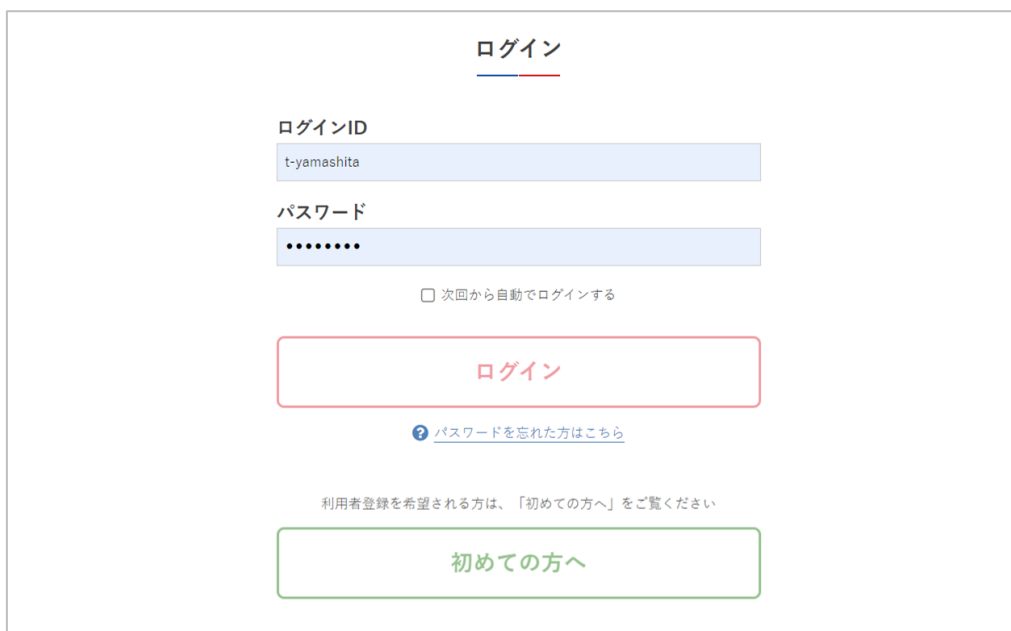 ログイン
ログインID
t-yamashita
パスワード
••••••••
次回から自動でログインする
ログイン
? パスワードを忘れた方はこちら
利用者登録を希望される方は、「初めての方へ」をご覧ください
初めての方へ